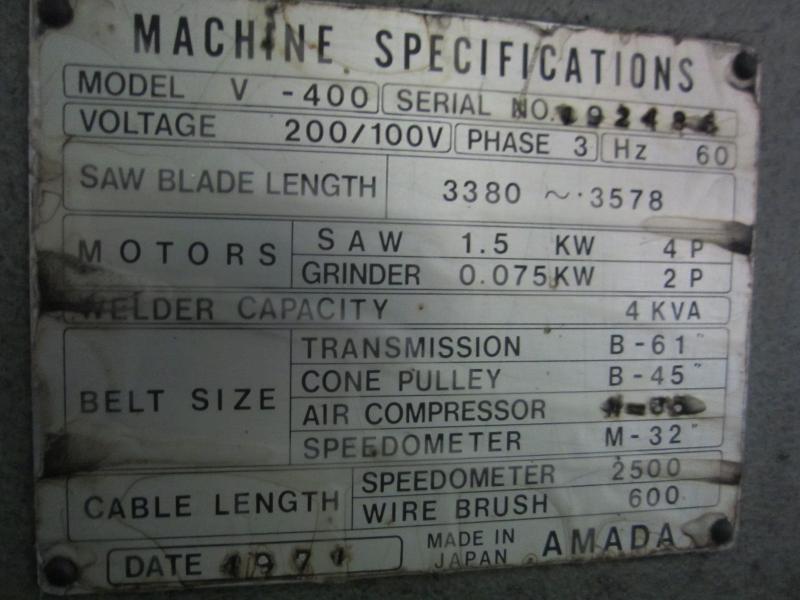 MACHINE SPECIFICATIONS
MODEL V -400 SERIAL NO.
VOLTAGE 200/100V PHASE 3 Hz 60
SAW BLADE LENGTH 3380 ~ 3578
MOTORS SAW 1.5 KW 4 P
GRINDER 0.075KW 2 P
WELDER CAPACITY 4 KVA
BELT SIZE TRANSMISSION B-61"
CONE PULLEY B-45"
AIR COMPRESSOR
SPEEDOMETER M-32"
CABLE LENGTH SPEEDOMETER 2500
WIRE BRUSH 600
DATE 1971 MADE IN JAPAN AMADA